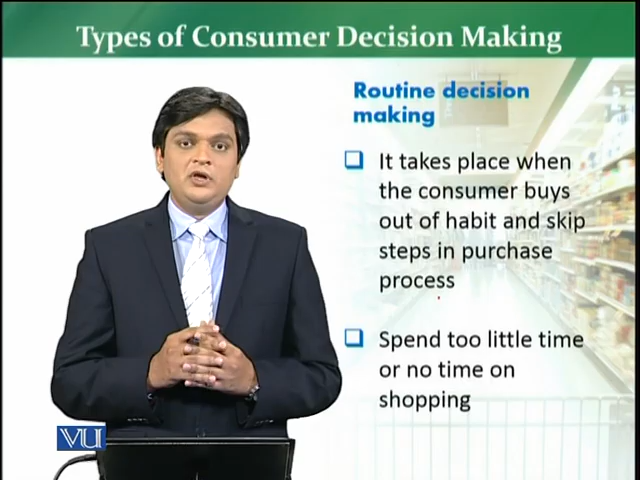 Types of Consumer Decision Making
Routine decision
making
It takes place when
the consumer buys
out of habit and skip
steps in purchase
process
Spend too little time
or no time on
shopping
VU